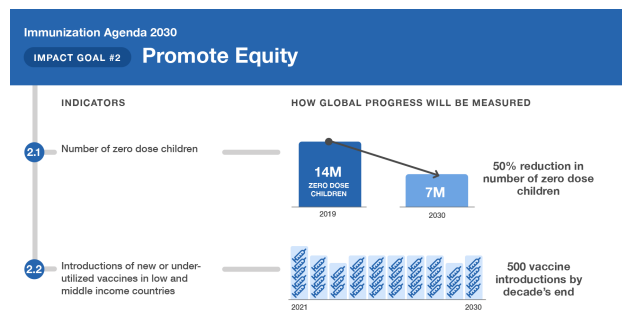 Immunization Agenda 2030
IMPACT GOAL #2
Promote Equity
INDICATORS
HOW GLOBAL PROGRESS WILL BE MEASURED
2.1
Number of zero dose children
14M
ZERO DOSE
CHILDREN
7M
2019
2030
50% reduction in
number of zero dose
children
2.2
Introductions of new or under-
utilized vaccines in low and
middle income countries
2021
2030
500 vaccine
introductions by
decade's end